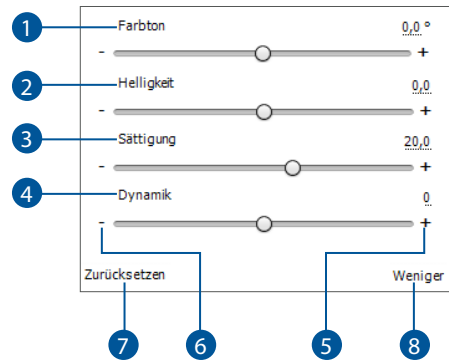 1 Farbton 0,0 °
- +
2 Helligkeit 0,0
- +
3 Sättigung 20,0
- +
4 Dynamik 0
- +
Zurücksetzen Weniger
7 6 5 8